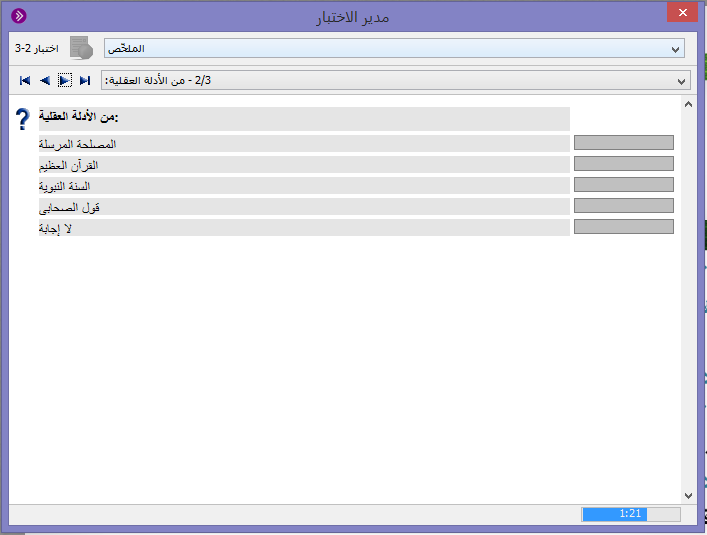 مدير الاختبار
اختبار 2-3
الملخّص
2/3 - من الأدلة العقلية:
من الأدلة العقلية:
المصلحة المرسلة
القرآن العظيم
السنة النبوية
قول الصحابى
لا إجابة
1:21